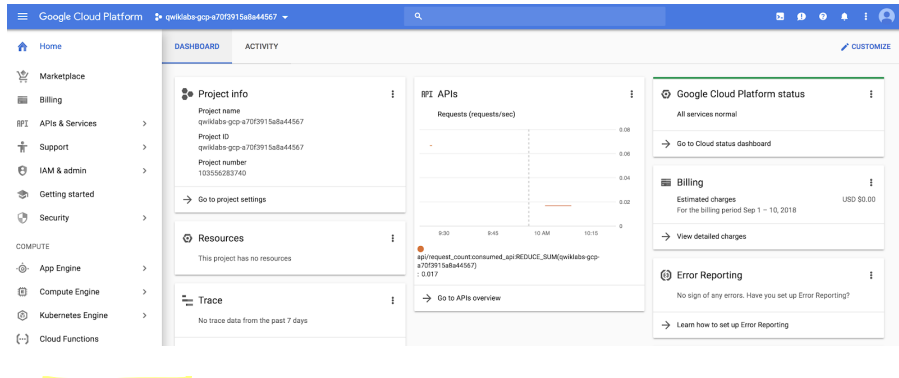 Google Cloud Platform
qwiklabs-gcp-a70f3915a8a44567
Home
Marketplace
Billing
API APIs & Services
Support
IAM & admin
Getting started
Security
COMPUTE
App Engine
Compute Engine
Kubernetes Engine
Cloud Functions
DASHBOARD
ACTIVITY
CUSTOMIZE
Project info
Project name
qwiklabs-gcp-a70f3915a8a44567
Project ID
qwiklabs-gcp-a70f3915a8a44567
Project number
103556283740
Go to project settings
Resources
This project has no resources
Trace
No trace data from the past 7 days
API APIs
Requests (requests/sec)
0.08
0.06
0.04
0.02
0
9:30 9:45 10 AM 10:15
api/request_count:consumed_api:REDUCE_SUM(qwiklabs-gcp-
a70f3915a8a44567)
: 0.017
Go to APIs overview
Google Cloud Platform status
All services normal
Go to Cloud status dashboard
Billing
Estimated charges USD $0.00
For the billing period Sep 1 – 10, 2018
View detailed charges
Error Reporting
No sign of any errors. Have you set up Error Reporting?
Learn how to set up Error Reporting